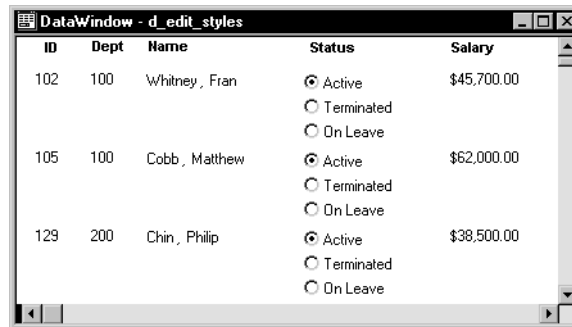 DataWindow - d_edit_styles
ID Dept Name Status Salary
102 100 Whitney , Fran Active $45,700.00
Terminated
On Leave
105 100 Cobb , Matthew Active $62,000.00
Terminated
On Leave
129 200 Chin , Philip Active $38,500.00
Terminated
On Leave